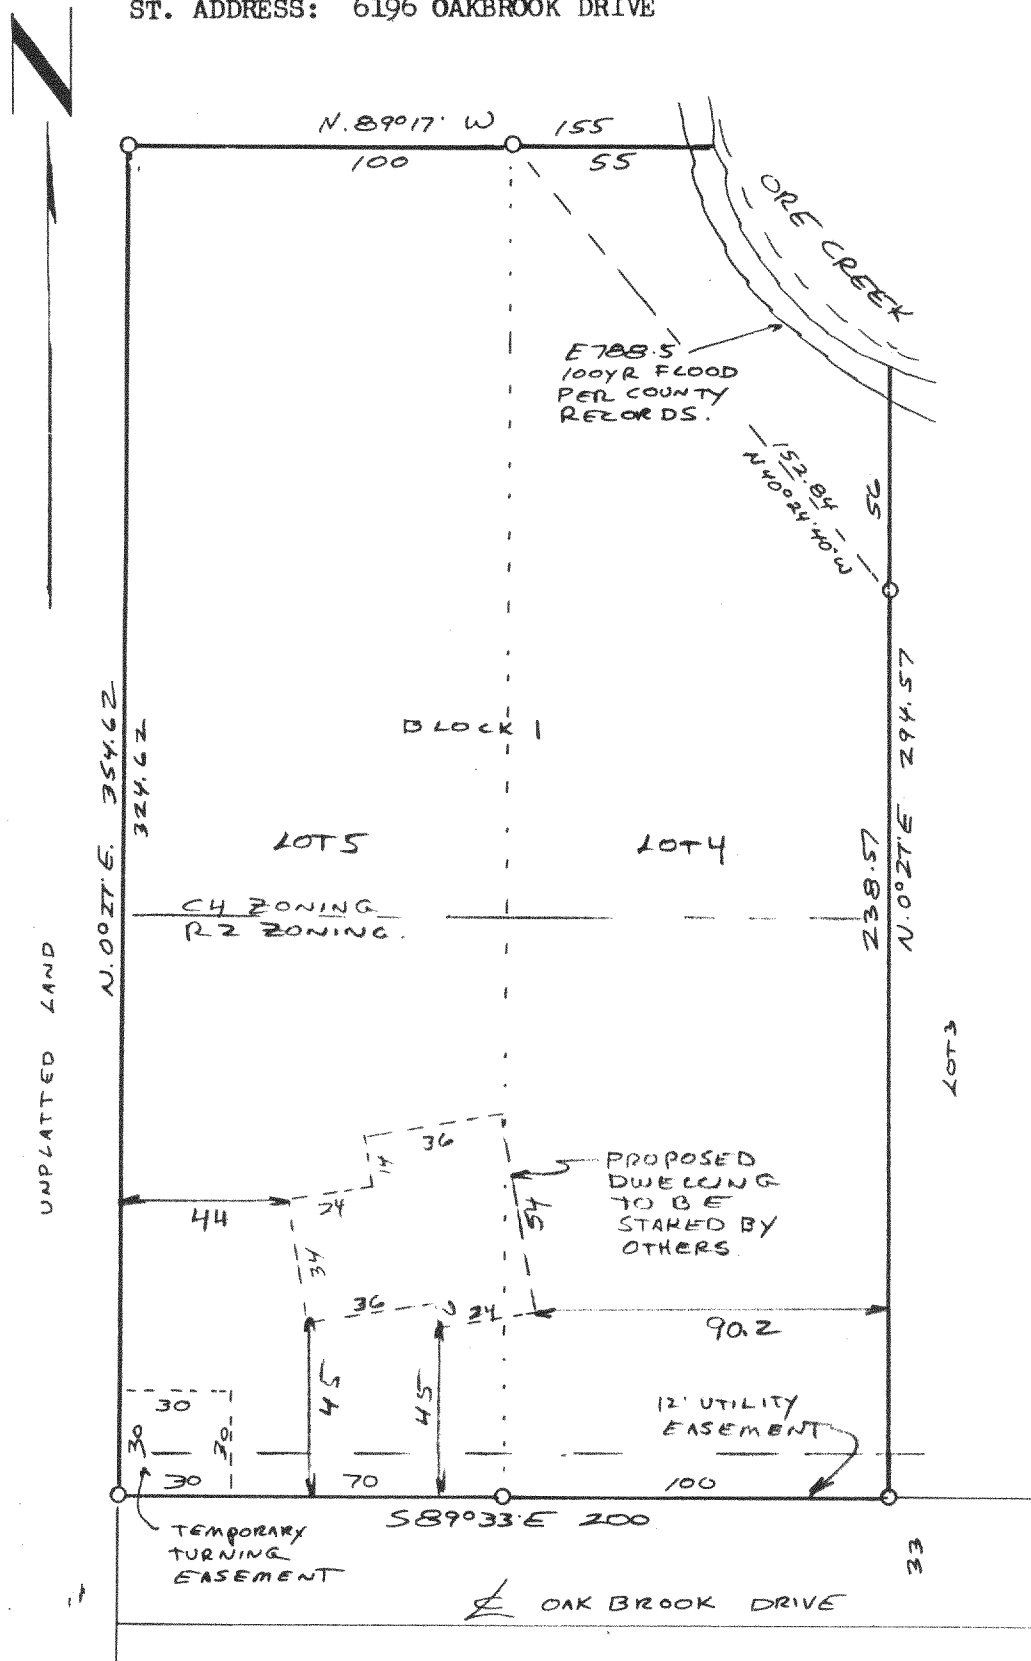 ST. ADDRESS: 6196 OAKBROOK DRIVE
N
N. 89°17' W 155
100
55
ORE CREEK
E788.5
100YR FLOOD
PER COUNTY
RECORDS.
152.84
N40°24'40"W
56
N. 0°27'E. 354.62
324.62
BLOCK 1
N. 0°27'E 294.57
238.57
LOT 5
LOT 4
C4 ZONING
R2 ZONING.
UNPLATTED LAND
LOT 3
36
14
24
44
34
54
PROPOSED
DWELLING
TO BE
STAKED BY
OTHERS.
36
6
24
90.2
45
45
30
30
30
30
70
12' UTILITY
EASEMENT
100
S89°33'E 200
TEMPORARY
TURNING
EASEMENT
33
℄ OAK BROOK DRIVE